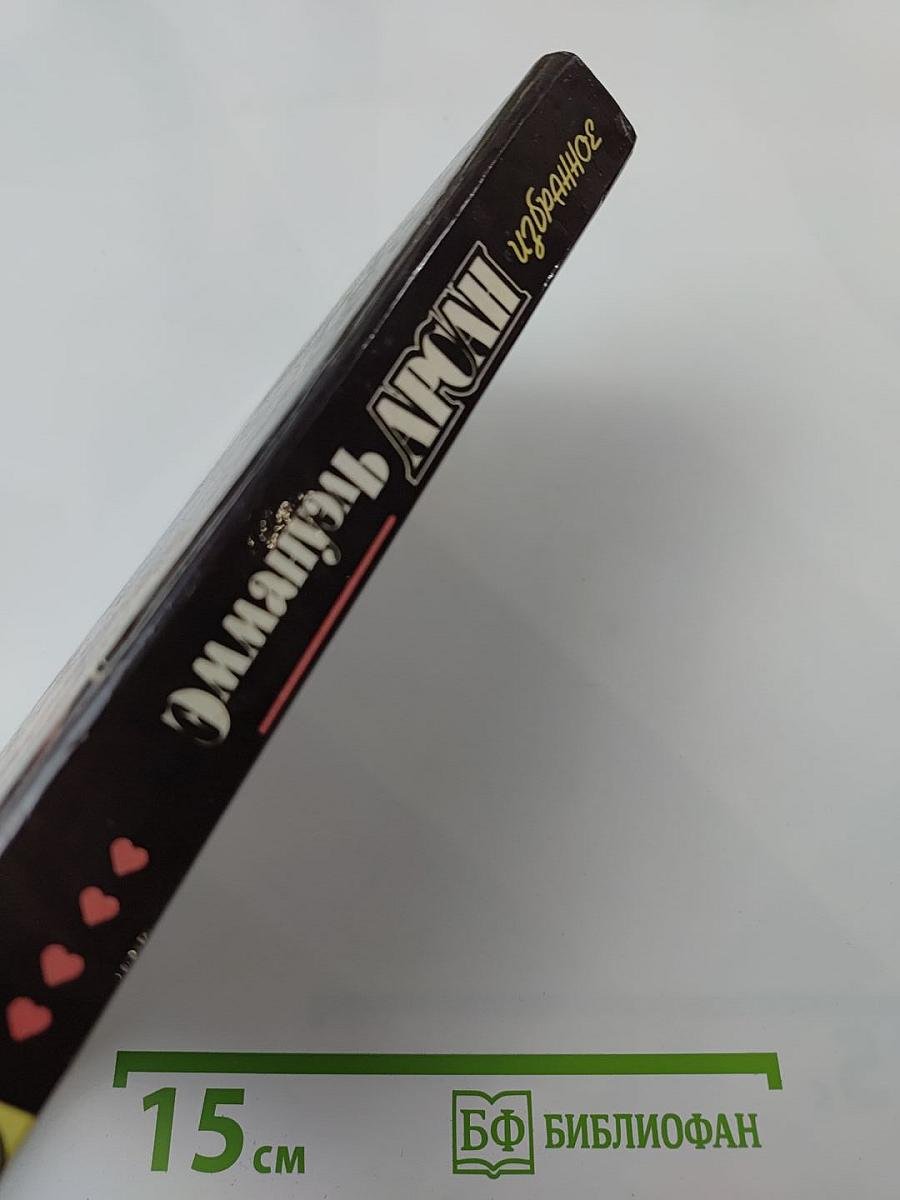 Эммануэль
АРСАН
избранное
15 см
БФ БИБЛИОФАН